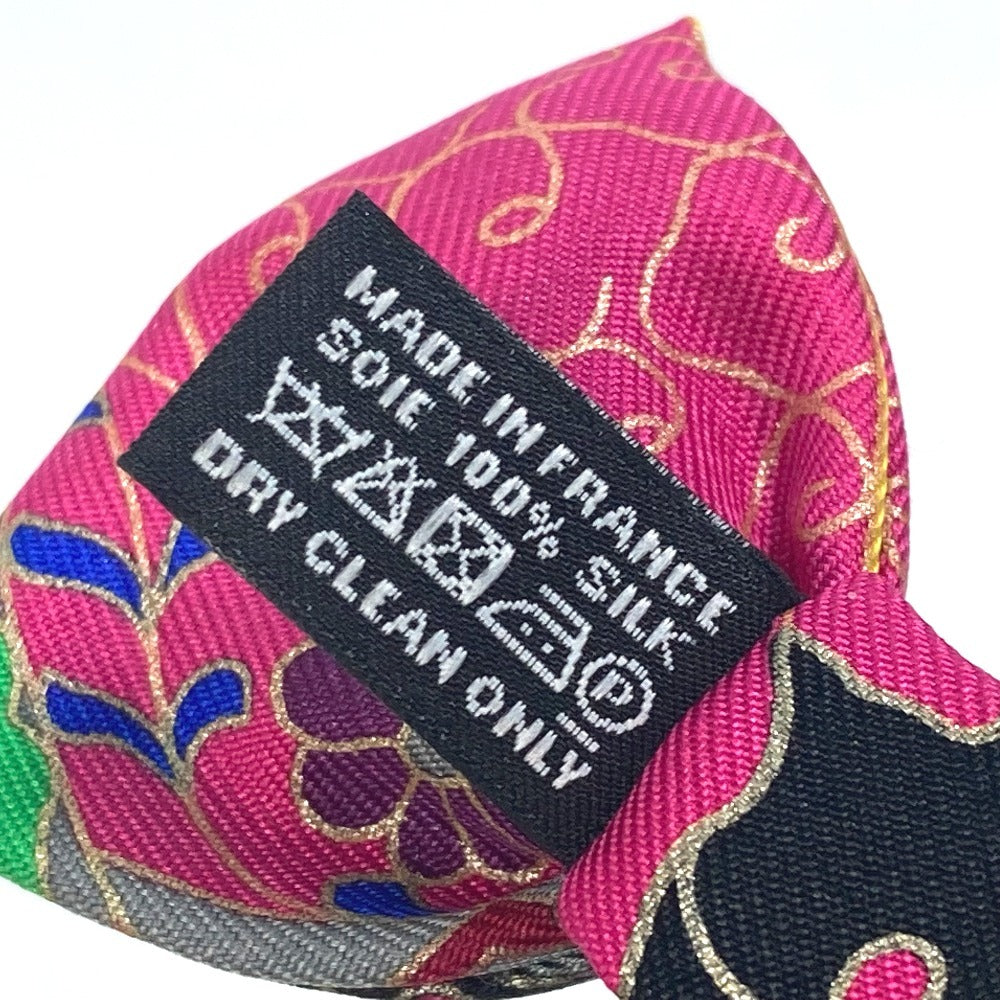 MADE IN FRANCE
SOIE 100% SILK
P
DRY CLEAN ONLY